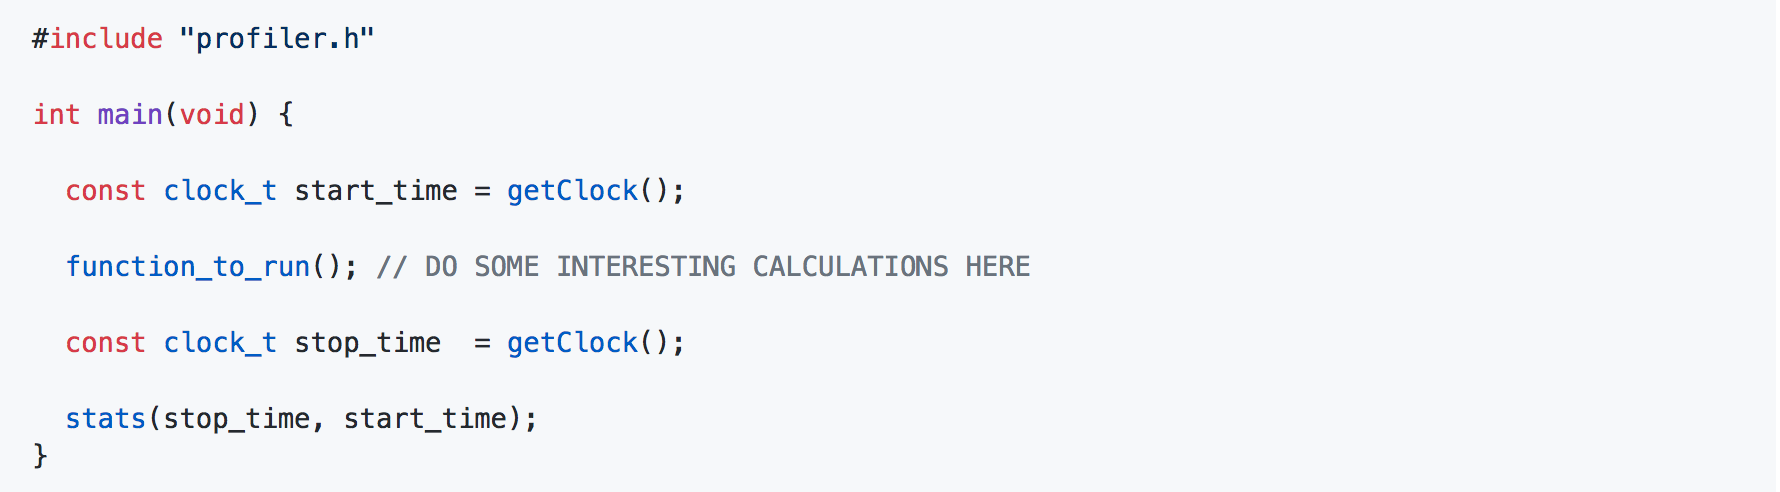 #include "profiler.h"
int main(void) {
  const clock_t start_time = getClock();
  function_to_run(); // DO SOME INTERESTING CALCULATIONS HERE
  const clock_t stop_time  = getClock();
  stats(stop_time, start_time);
}